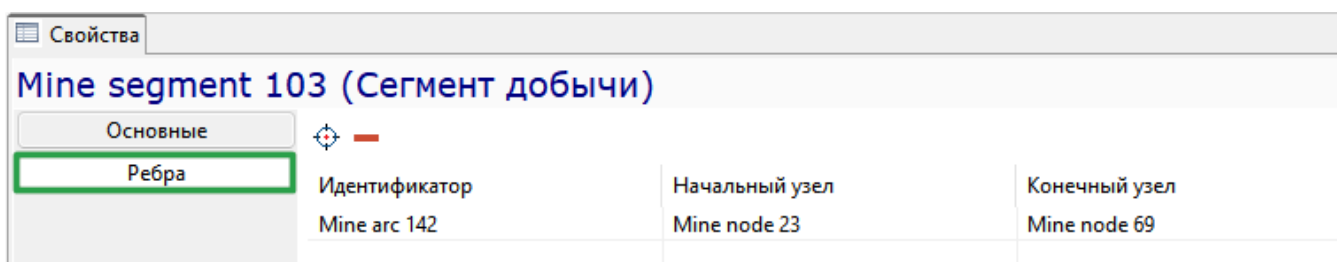 Свойства
Mine segment 103 (Сегмент добычи)
Основные
Ребра
Идентификатор Начальный узел Конечный узел
Mine arc 142 Mine node 23 Mine node 69